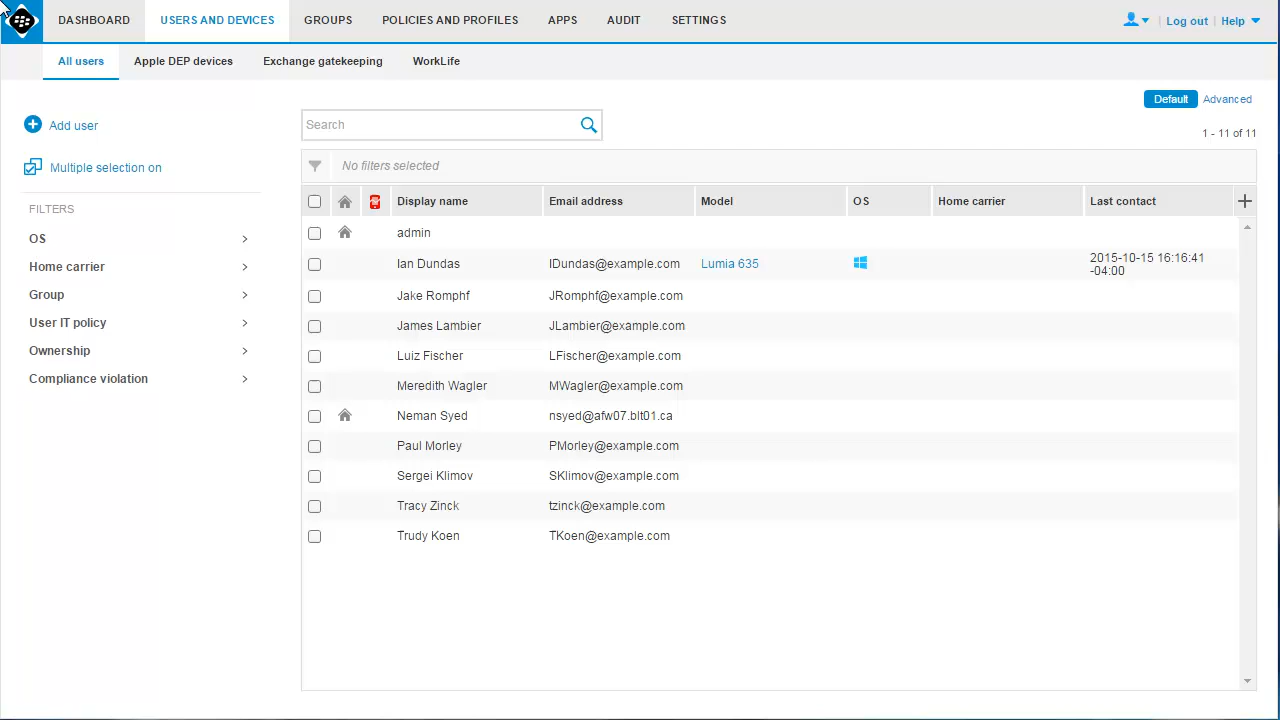 DASHBOARD USERS AND DEVICES GROUPS POLICIES AND PROFILES APPS AUDIT SETTINGS Log out Help
All users Apple DEP devices Exchange gatekeeping WorkLife
Default Advanced
Add user
Search
1 - 11 of 11
Multiple selection on
No filters selected
FILTERS
OS
Home carrier
Group
User IT policy
Ownership
Compliance violation
Display name Email address Model OS Home carrier Last contact
admin
Ian Dundas IDundas@example.com Lumia 635 2015-10-15 16:16:41
-04:00
Jake Romphf JRomphf@example.com
James Lambier JLambier@example.com
Luiz Fischer LFischer@example.com
Meredith Wagler MWagler@example.com
Neman Syed nsyed@afw07.blt01.ca
Paul Morley PMorley@example.com
Sergei Klimov SKlimov@example.com
Tracy Zinck tzinck@example.com
Trudy Koen TKoen@example.com